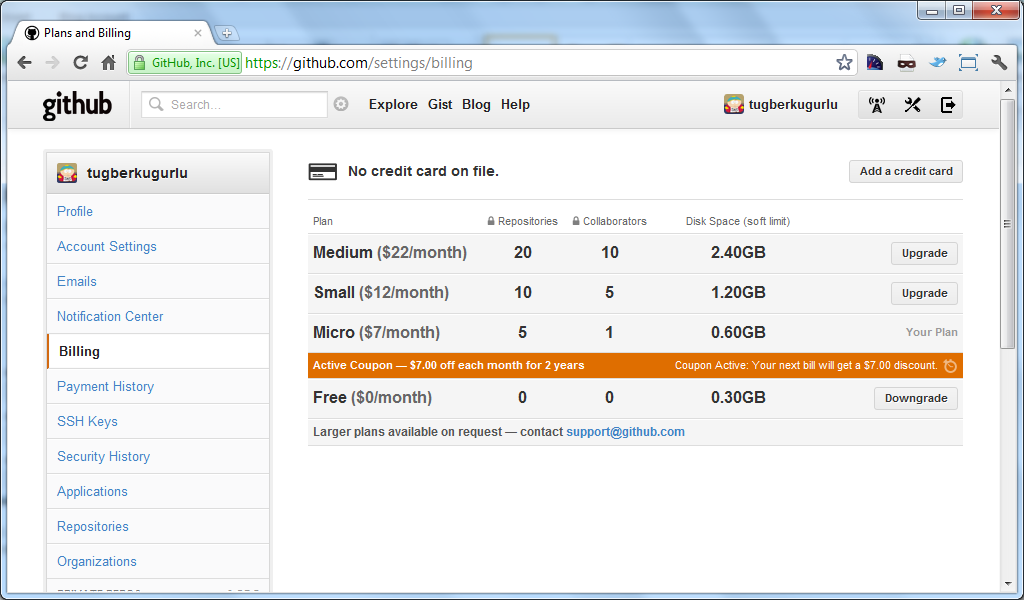 Plans and Billing
GitHub, Inc. [US] https://github.com/settings/billing
github Search... Explore Gist Blog Help tugberkugurlu
tugberkugurlu
Profile
Account Settings
Emails
Notification Center
Billing
Payment History
SSH Keys
Security History
Applications
Repositories
Organizations
No credit card on file. Add a credit card
Plan Repositories Collaborators Disk Space (soft limit)
Medium ($22/month) 20 10 2.40GB Upgrade
Small ($12/month) 10 5 1.20GB Upgrade
Micro ($7/month) 5 1 0.60GB Your Plan
Active Coupon — $7.00 off each month for 2 years Coupon Active: Your next bill will get a $7.00 discount.
Free ($0/month) 0 0 0.30GB Downgrade
Larger plans available on request — contact support@github.com